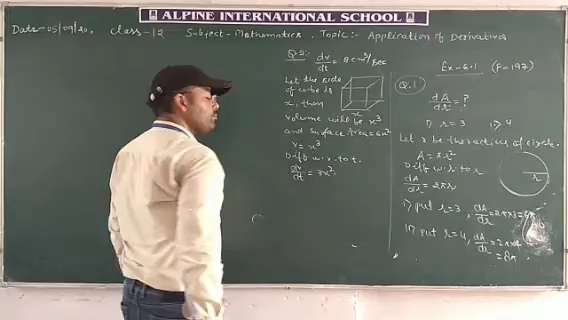 ALPINE INTERNATIONAL SCHOOL
Date-05/09/20. Class-12 Subject-Mathematics. Topic:- Application of Derivatives.
Q.2:- dv/dt = 8 cm³/sec
Let the side
of cube is
x, then
volume will be x³
and surface Area = 6x²
V = x³
Diff w.r. to t.
dv/dt = 3x².
x
Ex-6.1 (P-197)
Q.1
dA/dr = ?
i) r = 3 ii) 4
Let r be the radius of circle.
A = πr²
Diff w.r. to r
dA/dr = 2πr
i) put r=3, dA/dr = 2π×3 = 6π
ii) put r=4, dA/dr = 2π×4
= 8π
r